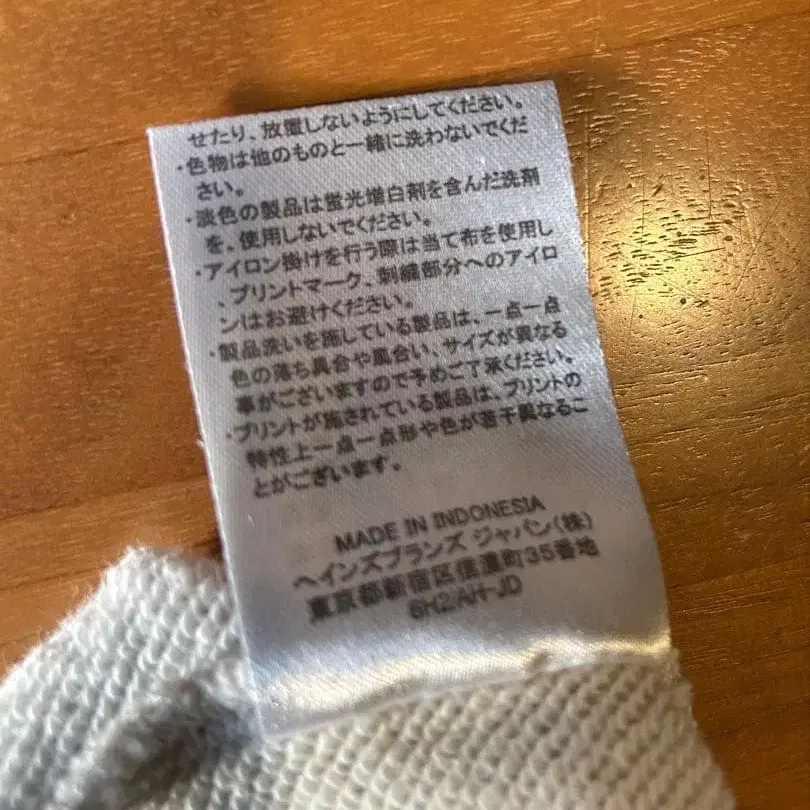 せたり、放置しないようにしてください。
・色物は他のものと一緒に洗わないでくだ
さい。
・淡色の製品は蛍光増白剤を含んだ洗剤
を、使用しないでください。
・アイロン掛けを行う際は当て布を使用し
、プリントマーク、刺繍部分へのアイロ
ンはお避けください。
・製品洗いを施している製品は、一点一点
色の落ち具合や風合い、サイズが異なる
事がございますので予めご了承ください。
・プリントが施されている製品は、プリントの
特性上一点一点形や色が若干異なるこ
とがございます。
MADE IN INDONESIA
ヘインズブランズ ジャパン(株)
東京都新宿区信濃町35番地
6H2/AH-JD